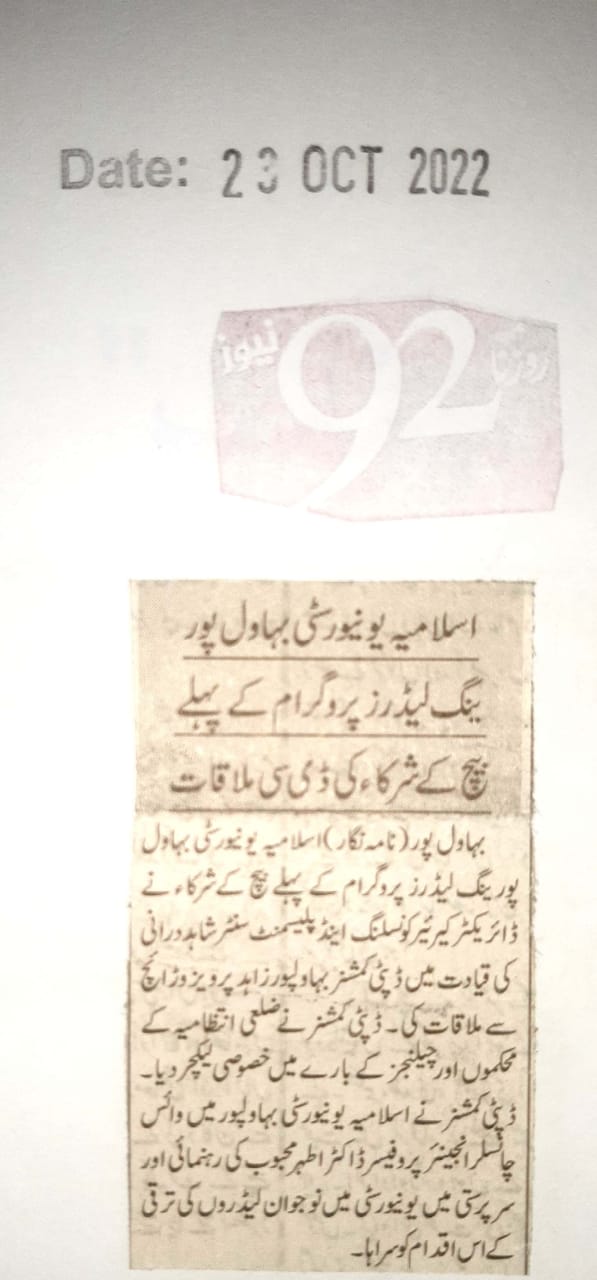 Date: 23 OCT 2022
روزنامہ 92 نیوز
اسلامیہ یونیورسٹی بہاول پور
ینگ لیڈرز پروگرام کے پہلے
بیچ کے شرکاء کی ڈی سی ملاقات
بہاول پور (نامہ نگار) اسلامیہ یونیورسٹی بہاول
پور ینگ لیڈرز پروگرام کے پہلے بیچ کے شرکاء نے
ڈائریکٹر کیرئیر کونسلنگ اینڈ پلیسمنٹ سنٹر شاہد درانی
کی قیادت میں ڈپٹی کمشنر بہاولپور زاہد پرویز وڑائچ
سے ملاقات کی۔ ڈپٹی کمشنر نے ضلعی انتظامیہ کے
محکموں اور چیلنجز کے بارے میں خصوصی لیکچر دیا۔
ڈپٹی کمشنر نے اسلامیہ یونیورسٹی بہاولپور میں وائس
چانسلر انجینئر پروفیسر ڈاکٹر اطہر محبوب کی رہنمائی اور
سرپرستی میں یونیورسٹی میں نوجوان لیڈروں کی ترقی
کے اس اقدام کو سراہا۔